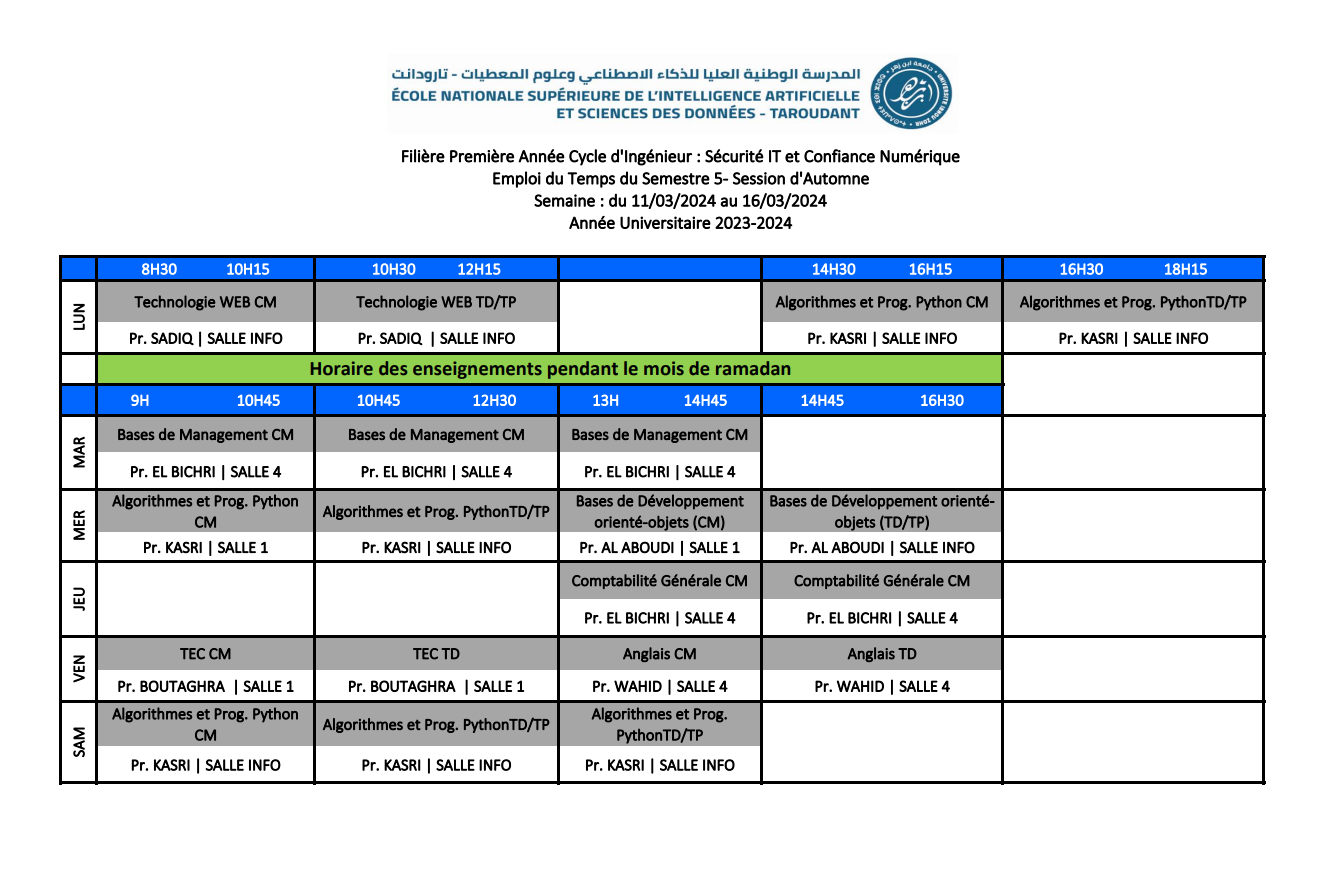 المدرسة الوطنية العليا للذكاء الاصطناعي وعلوم المعطيات - تارودانت
ÉCOLE NATIONALE SUPÉRIEURE DE L'INTELLIGENCE ARTIFICIELLE
ET SCIENCES DES DONNÉES - TAROUDANT
Filière Première Année Cycle d'Ingénieur : Sécurité IT et Confiance Numérique
Emploi du Temps du Semestre 5- Session d'Automne
Semaine : du 11/03/2024 au 16/03/2024
Année Universitaire 2023-2024
8H30 10H15 10H30 12H15 14H30 16H15 16H30 18H15
LUN
Technologie WEB CM Technologie WEB TD/TP Algorithmes et Prog. Python CM Algorithmes et Prog. PythonTD/TP
Pr. SADIQ | SALLE INFO Pr. SADIQ | SALLE INFO Pr. KASRI | SALLE INFO Pr. KASRI | SALLE INFO
Horaire des enseignements pendant le mois de ramadan
9H 10H45 10H45 12H30 13H 14H45 14H45 16H30
MAR
Bases de Management CM Bases de Management CM Bases de Management CM
Pr. EL BICHRI | SALLE 4 Pr. EL BICHRI | SALLE 4 Pr. EL BICHRI | SALLE 4
MER
Algorithmes et Prog. Python
CM
Algorithmes et Prog. PythonTD/TP
Bases de Développement
orienté-objets (CM)
Bases de Développement orienté-
objets (TD/TP)
Pr. KASRI | SALLE 1 Pr. KASRI | SALLE INFO Pr. AL ABOUDI | SALLE 1 Pr. AL ABOUDI | SALLE INFO
JEU
Comptabilité Générale CM Comptabilité Générale CM
Pr. EL BICHRI | SALLE 4 Pr. EL BICHRI | SALLE 4
VEN
TEC CM TEC TD Anglais CM Anglais TD
Pr. BOUTAGHRA | SALLE 1 Pr. BOUTAGHRA | SALLE 1 Pr. WAHID | SALLE 4 Pr. WAHID | SALLE 4
SAM
Algorithmes et Prog. Python
CM
Algorithmes et Prog. PythonTD/TP
Algorithmes et Prog.
PythonTD/TP
Pr. KASRI | SALLE INFO Pr. KASRI | SALLE INFO Pr. KASRI | SALLE INFO